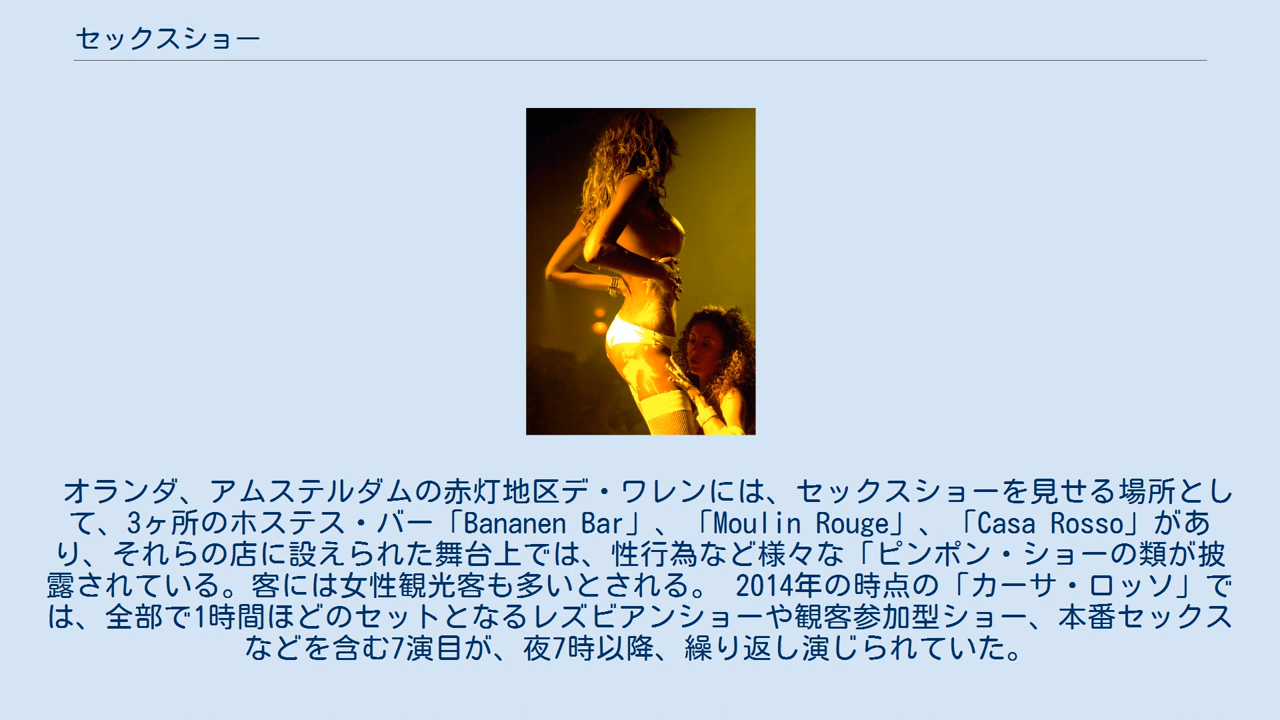 セックスショー
オランダ、アムステルダムの赤灯地区デ・ワレンには、セックスショーを見せる場所とし
て、3ヶ所のホステス・バー「Bananen Bar」、「Moulin Rouge」、「Casa Rosso」があ
り、それらの店に設えられた舞台上では、性行為など様々な「ピンポン・ショーの類が披
露されている。客には女性観光客も多いとされる。 2014年の時点の「カーサ・ロッソ」で
は、全部で1時間ほどのセットとなるレズビアンショーや観客参加型ショー、本番セックス
などを含む7演目が、夜7時以降、繰り返し演じられていた。